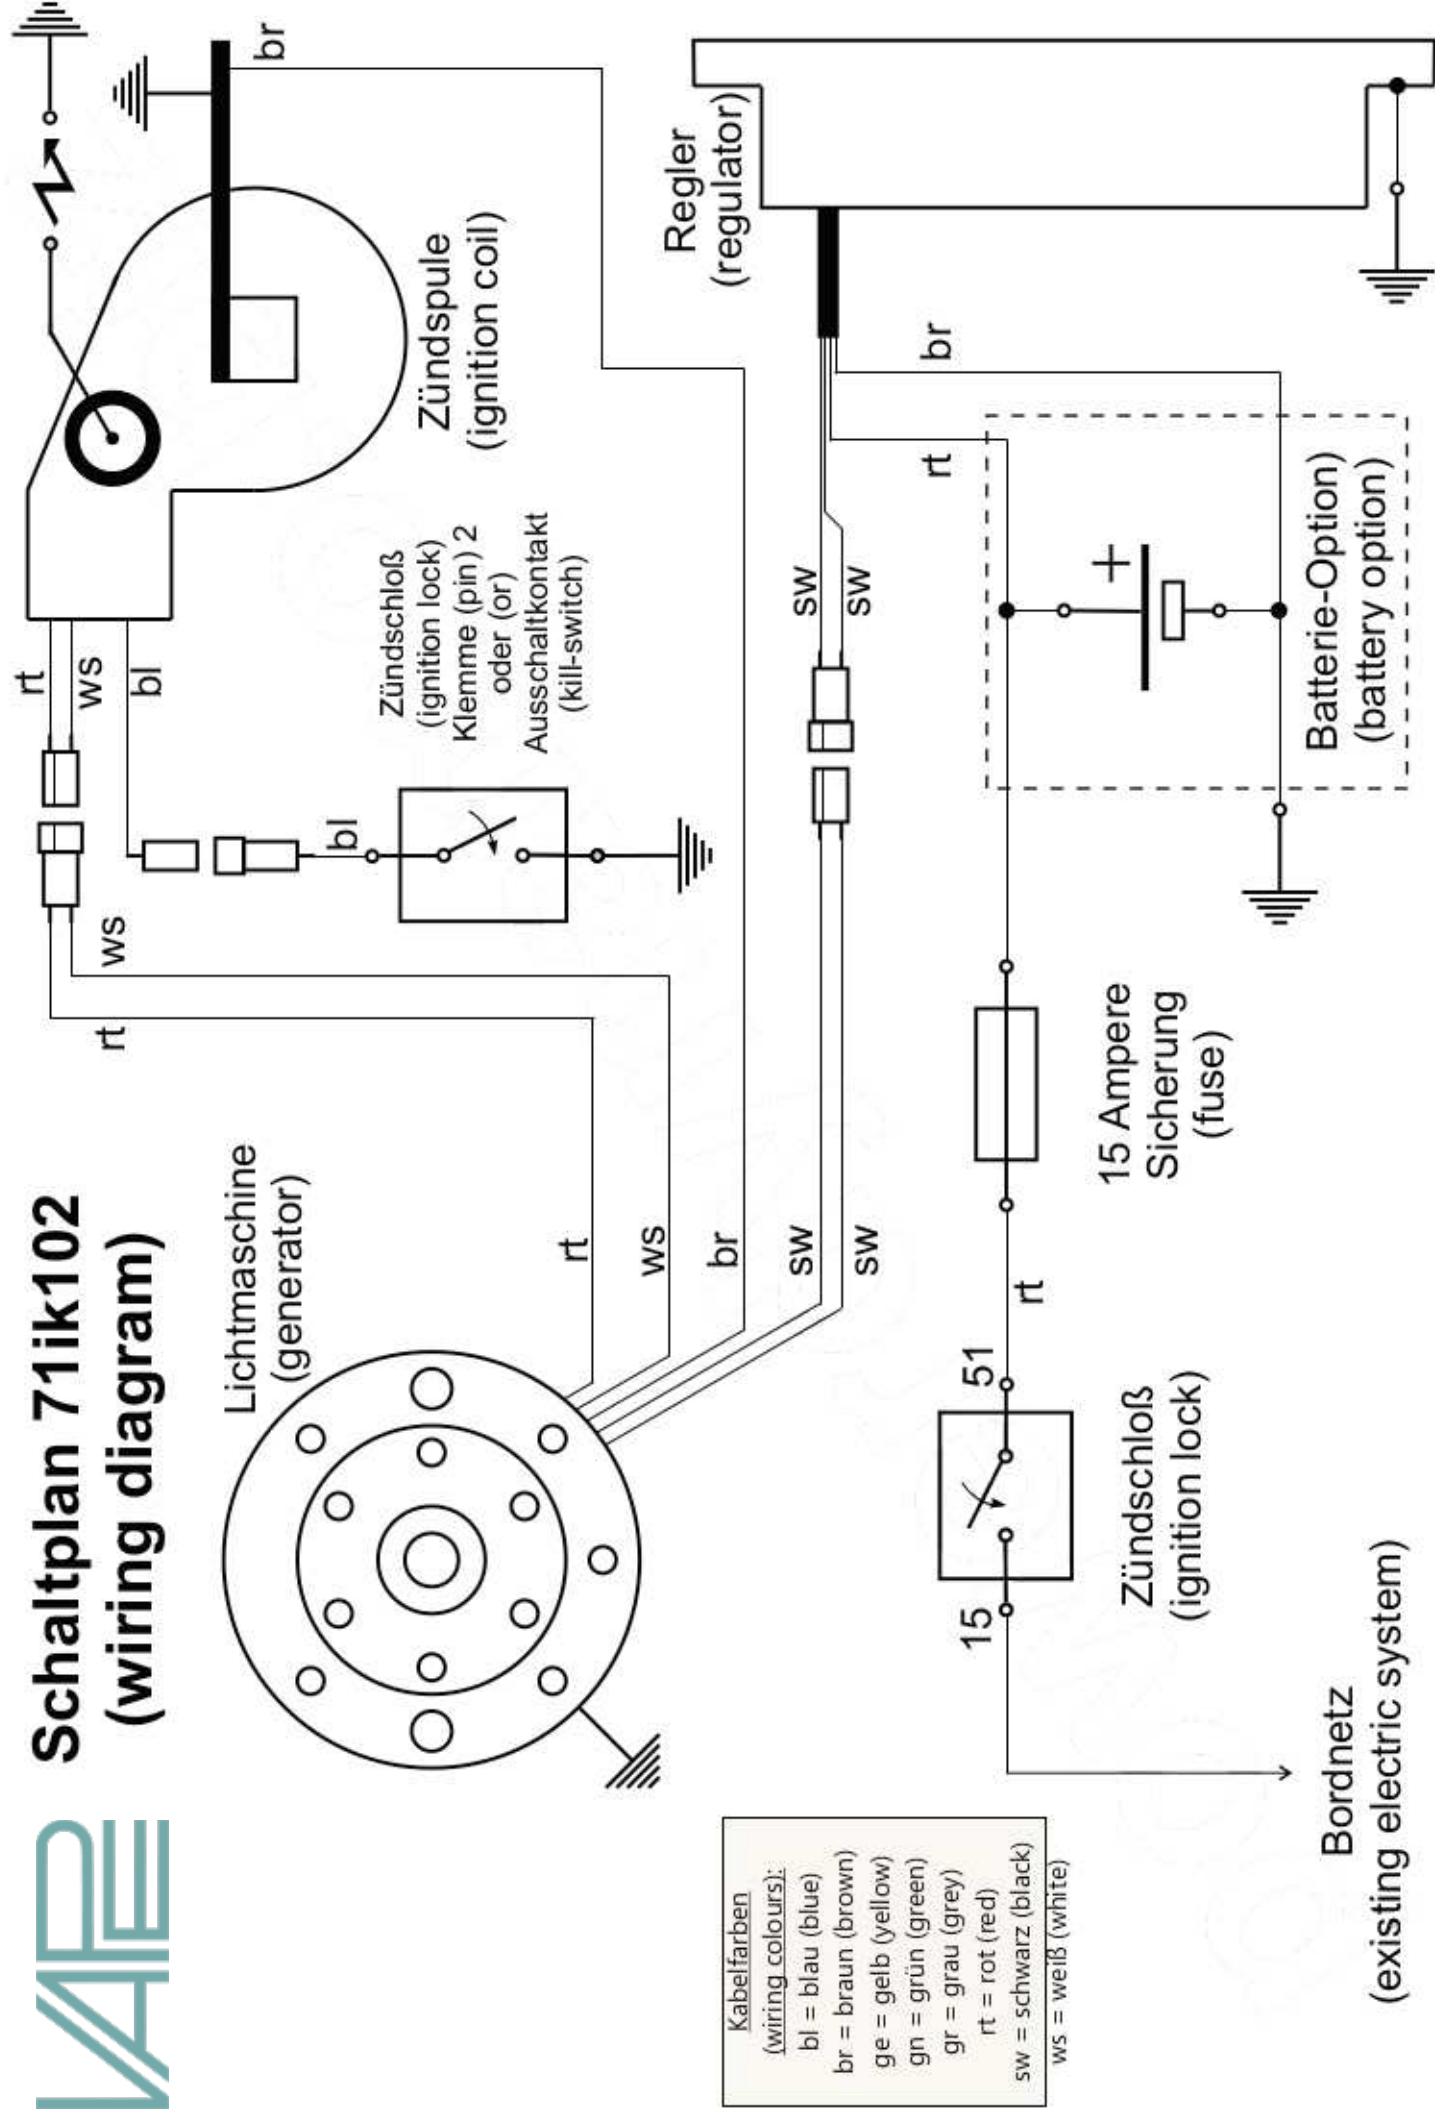 VAPE
Schaltplan 71ik102
(wiring diagram)
Lichtmaschine
(generator)
rt
ws
br
sw
sw
rt
ws
rt
ws
bl
bl
Zündschloß
(ignition lock)
Klemme (pin) 2
oder (or)
Ausschaltkontakt
(kill-switch)
Zündspule
(ignition coil)
br
Regler
(regulator)
sw
sw
rt
br
+
Batterie-Option)
(battery option)
15 Ampere
Sicherung
(fuse)
rt
51
15
Zündschloß
(ignition lock)
Bordnetz
(existing electric system)
Kabelfarben
(wiring colours):
bl = blau (blue)
br = braun (brown)
ge = gelb (yellow)
gn = grün (green)
gr = grau (grey)
rt = rot (red)
sw = schwarz (black)
ws = weiß (white)